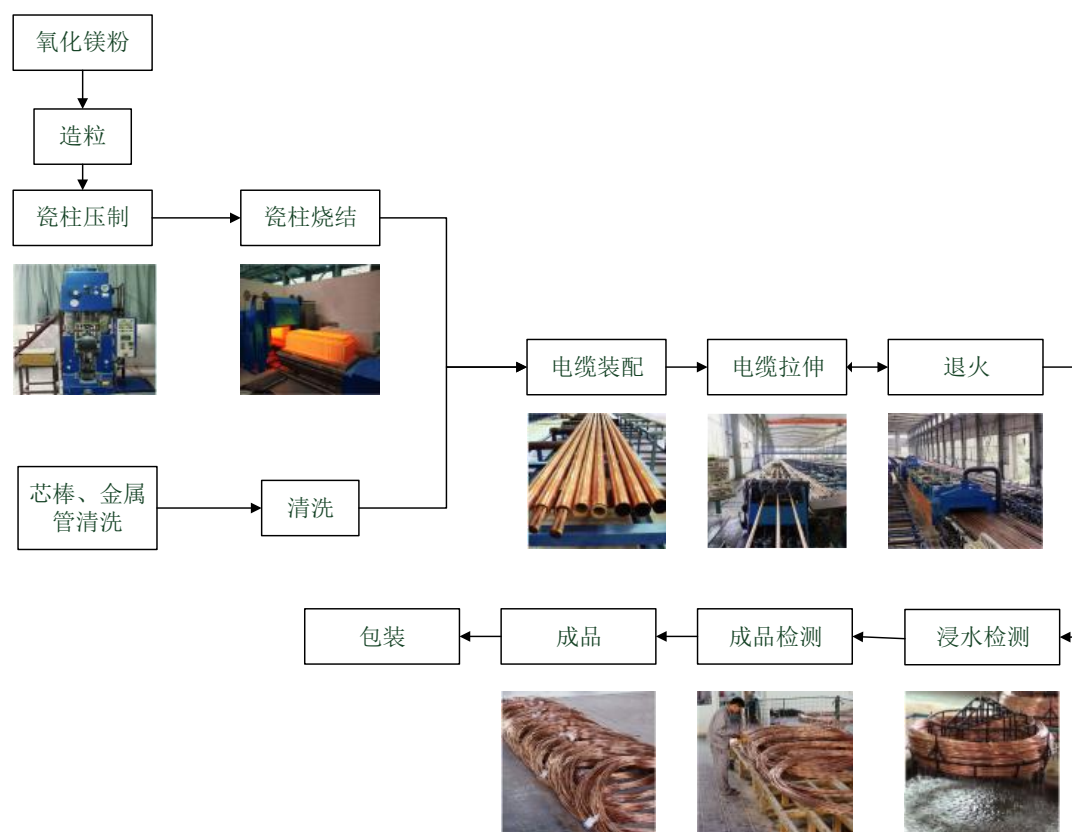 氧化镁粉
造粒
瓷柱压制
瓷柱烧结
电缆装配
电缆拉伸
退火
芯棒、金属
管清洗
清洗
包装
成品
成品检测
浸水检测